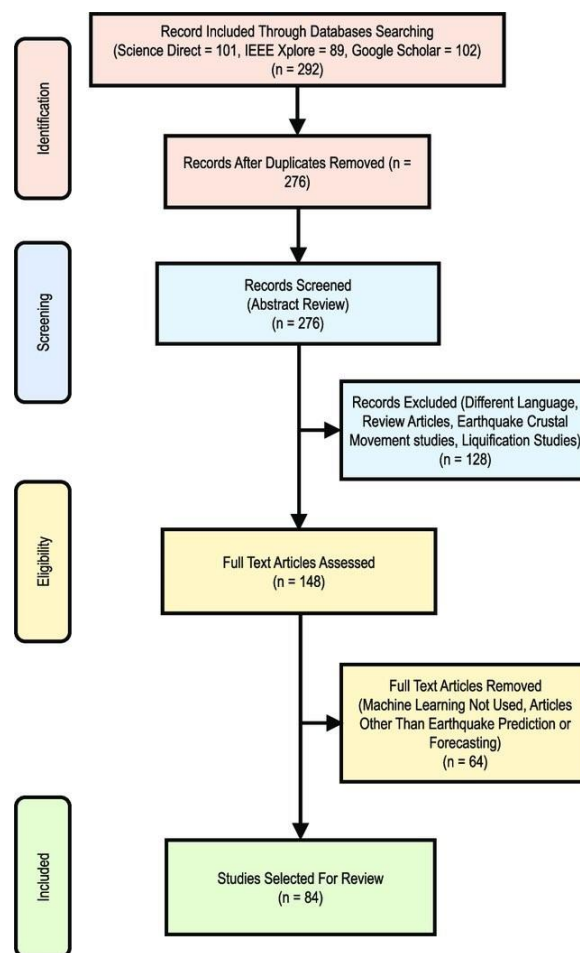 Identification
Record Included Through Databases Searching
(Science Direct = 101, IEEE Xplore = 89, Google Scholar = 102)
(n = 292)
Records After Duplicates Removed (n =
276)
Screening
Records Screened
(Abstract Review)
(n = 276)
Records Excluded (Different Language,
Review Articles, Earthquake Crustal
Movement studies, Liquification Studies)
(n = 128)
Eligibility
Full Text Articles Assessed
(n = 148)
Full Text Articles Removed
(Machine Learning Not Used, Articles
Other Than Earthquake Prediction or
Forecasting)
(n = 64)
Included
Studies Selected For Review
(n = 84)